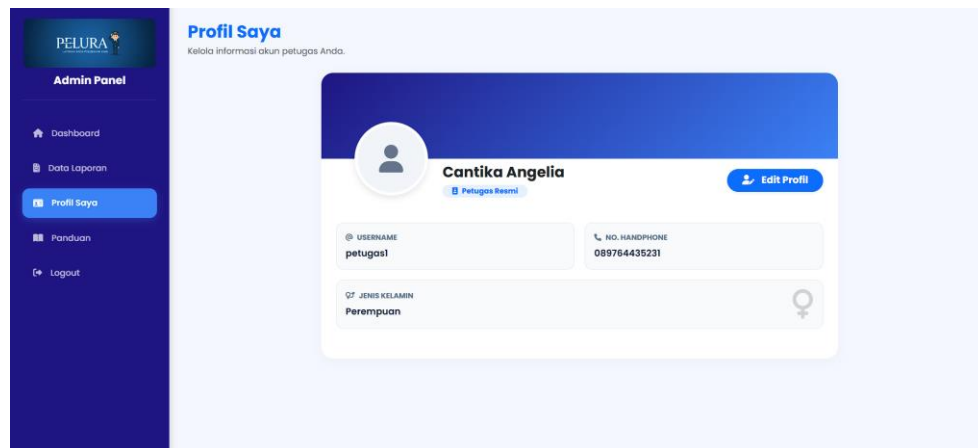 PELURA
Admin Panel
Dashboard
Data Laporan
Profil Saya
Panduan
Logout
Profil Saya
Kelola informasi akun petugas Anda.
Cantika Angelia
Petugas Resmi
Edit Profil
@ USERNAME
petugas1
NO. HANDPHONE
089764435231
JENIS KELAMIN
Perempuan